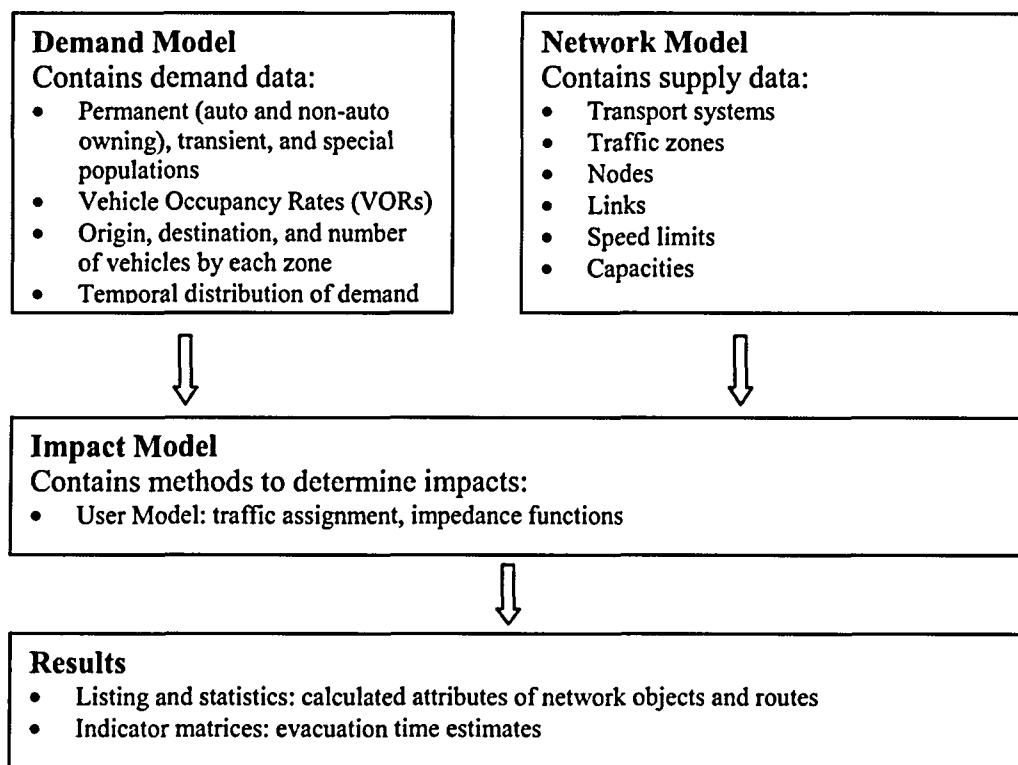 Demand Model
Contains demand data:
• Permanent (auto and non-auto
owning), transient, and special
populations
• Vehicle Occupancy Rates (VORs)
• Origin, destination, and number
of vehicles by each zone
• Temporal distribution of demand
Network Model
Contains supply data:
• Transport systems
• Traffic zones
• Nodes
• Links
• Speed limits
• Capacities
Impact Model
Contains methods to determine impacts:
• User Model: traffic assignment, impedance functions
Results
• Listing and statistics: calculated attributes of network objects and routes
• Indicator matrices: evacuation time estimates